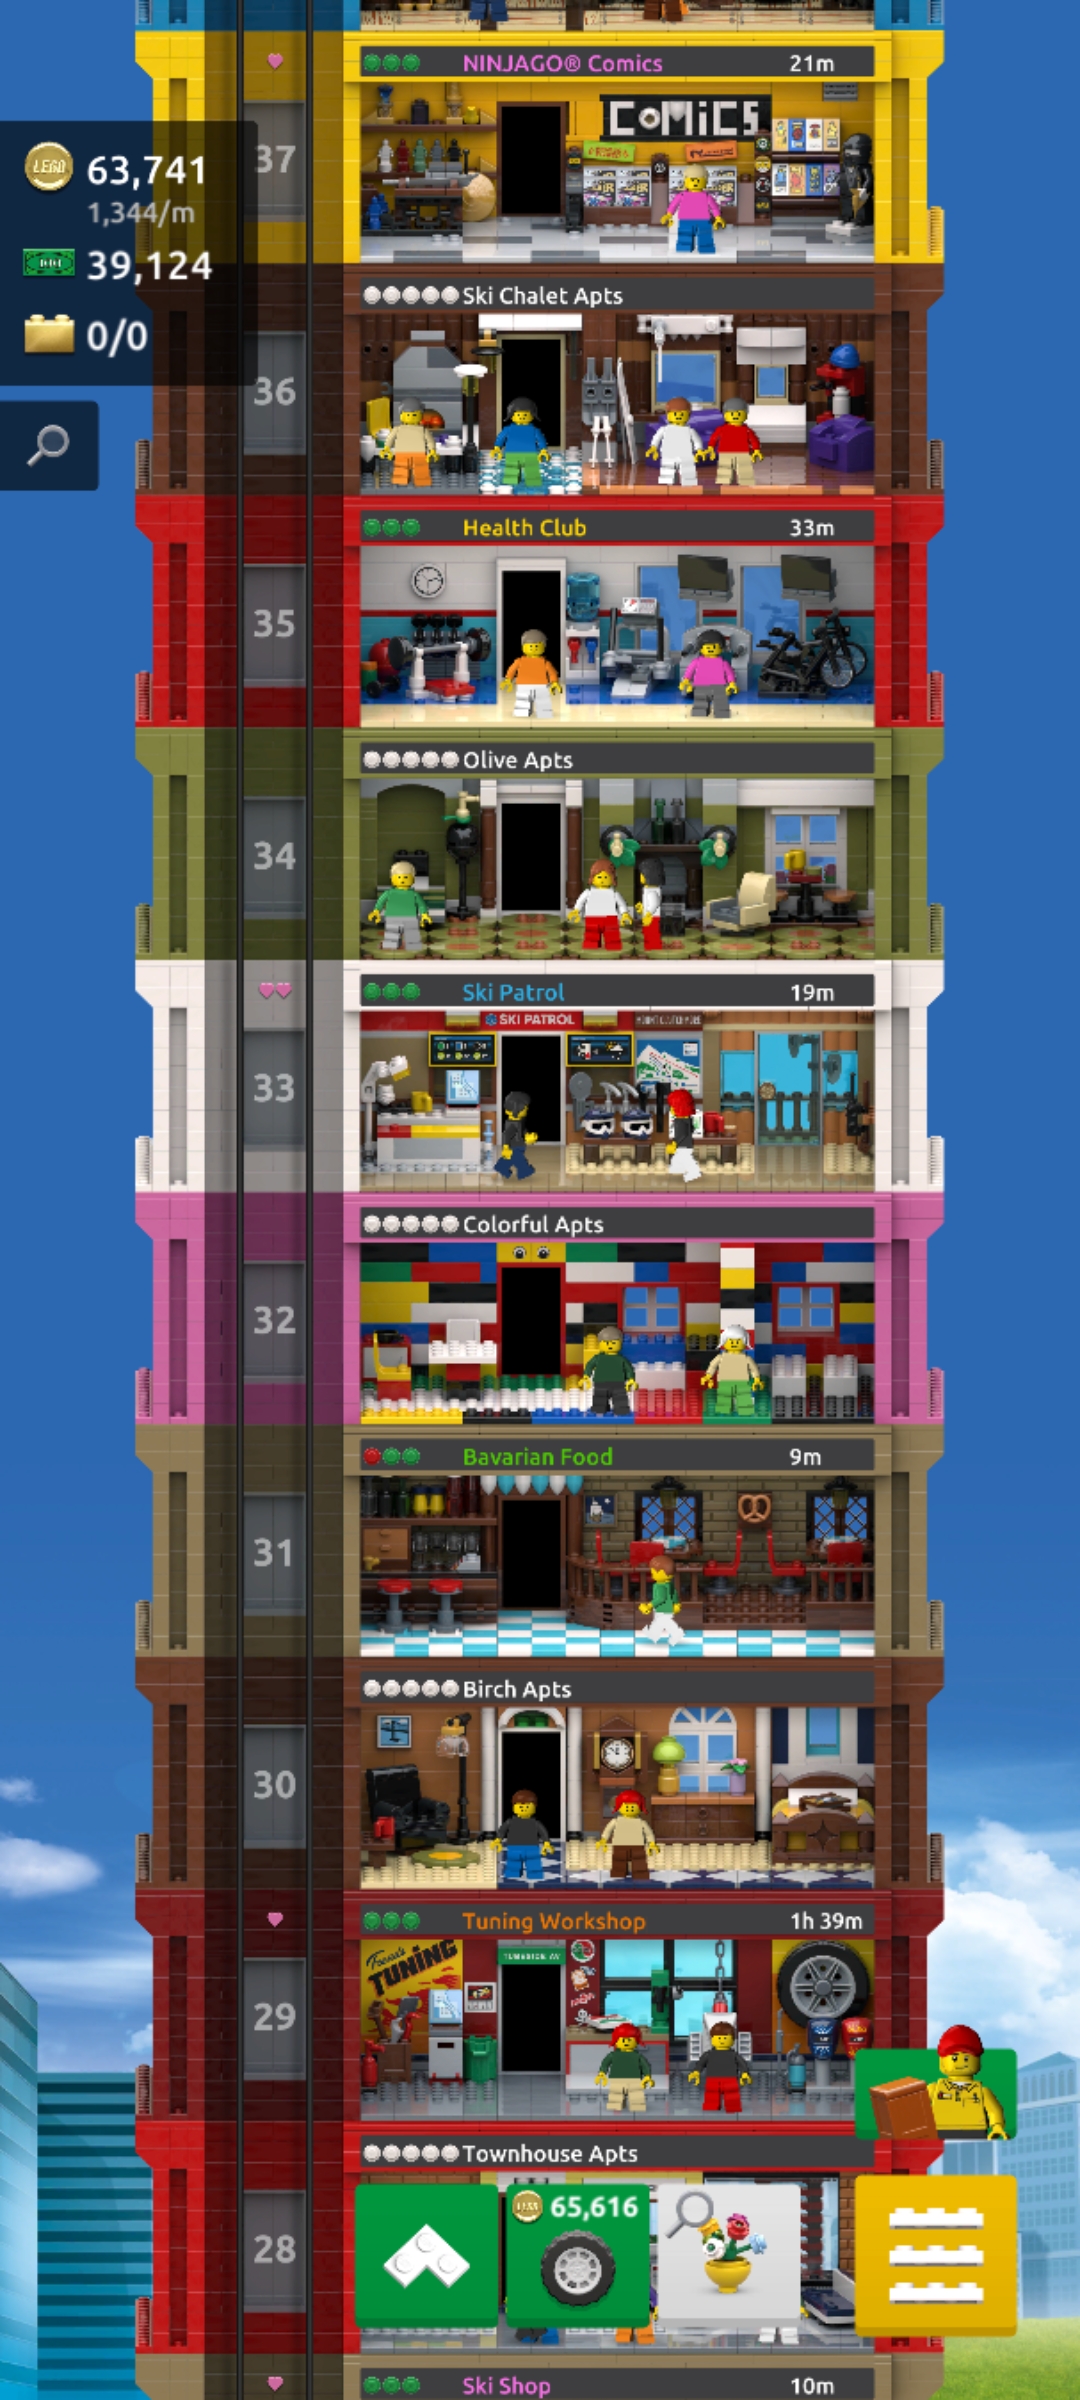 NINJAGO® Comics 21m
COMiCS
37
LEGO 63,741
1,344/m
39,124
0/0
Ski Chalet Apts
36
Health Club 33m
35
Olive Apts
34
Ski Patrol 19m
SKI PATROL
33
Colorful Apts
32
Bavarian Food 9m
31
Birch Apts
30
Tuning Workshop 1h 39m
TUNING
29
Townhouse Apts
65,616
28
Ski Shop 10m